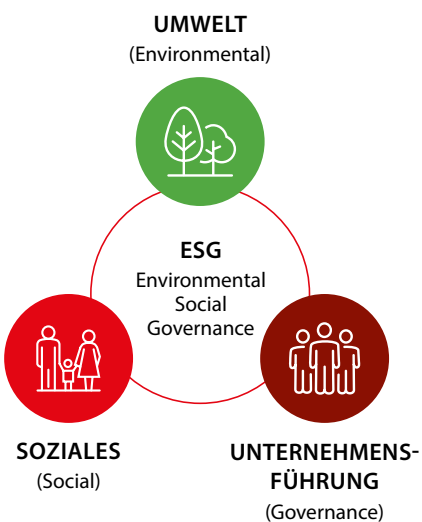 UMWELT
(Environmental)
ESG
Environmental
Social
Governance
SOZIALES
(Social)
UNTERNEHMENS-
FÜHRUNG
(Governance)